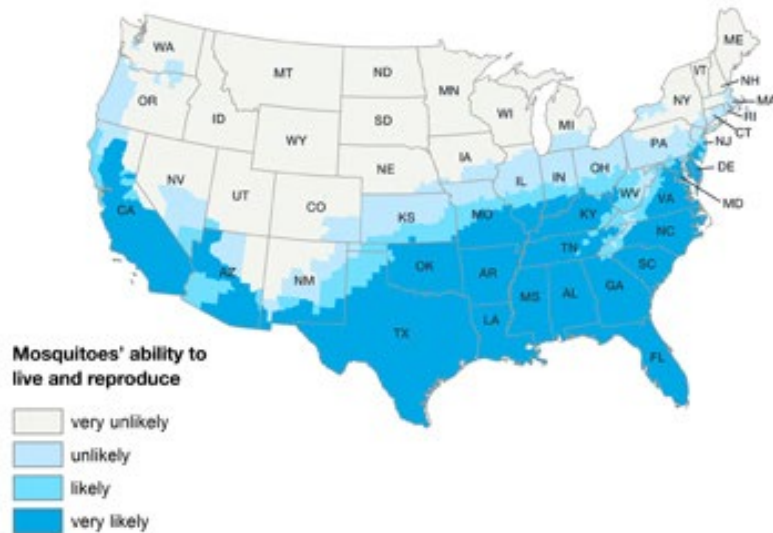 WA
MT
ND
MN
ME
VT
NH
OR
ID
SD
WI
MI
NY
MA
RI
CT
WY
NE
IA
PA
NJ
NV
UT
CO
IL
IN
OH
DE
KS
MO
KY
WV
VA
MD
CA
AZ
NM
OK
AR
TN
NC
SC
TX
LA
MS
AL
GA
FL
Mosquitoes' ability to
live and reproduce
very unlikely
unlikely
likely
very likely